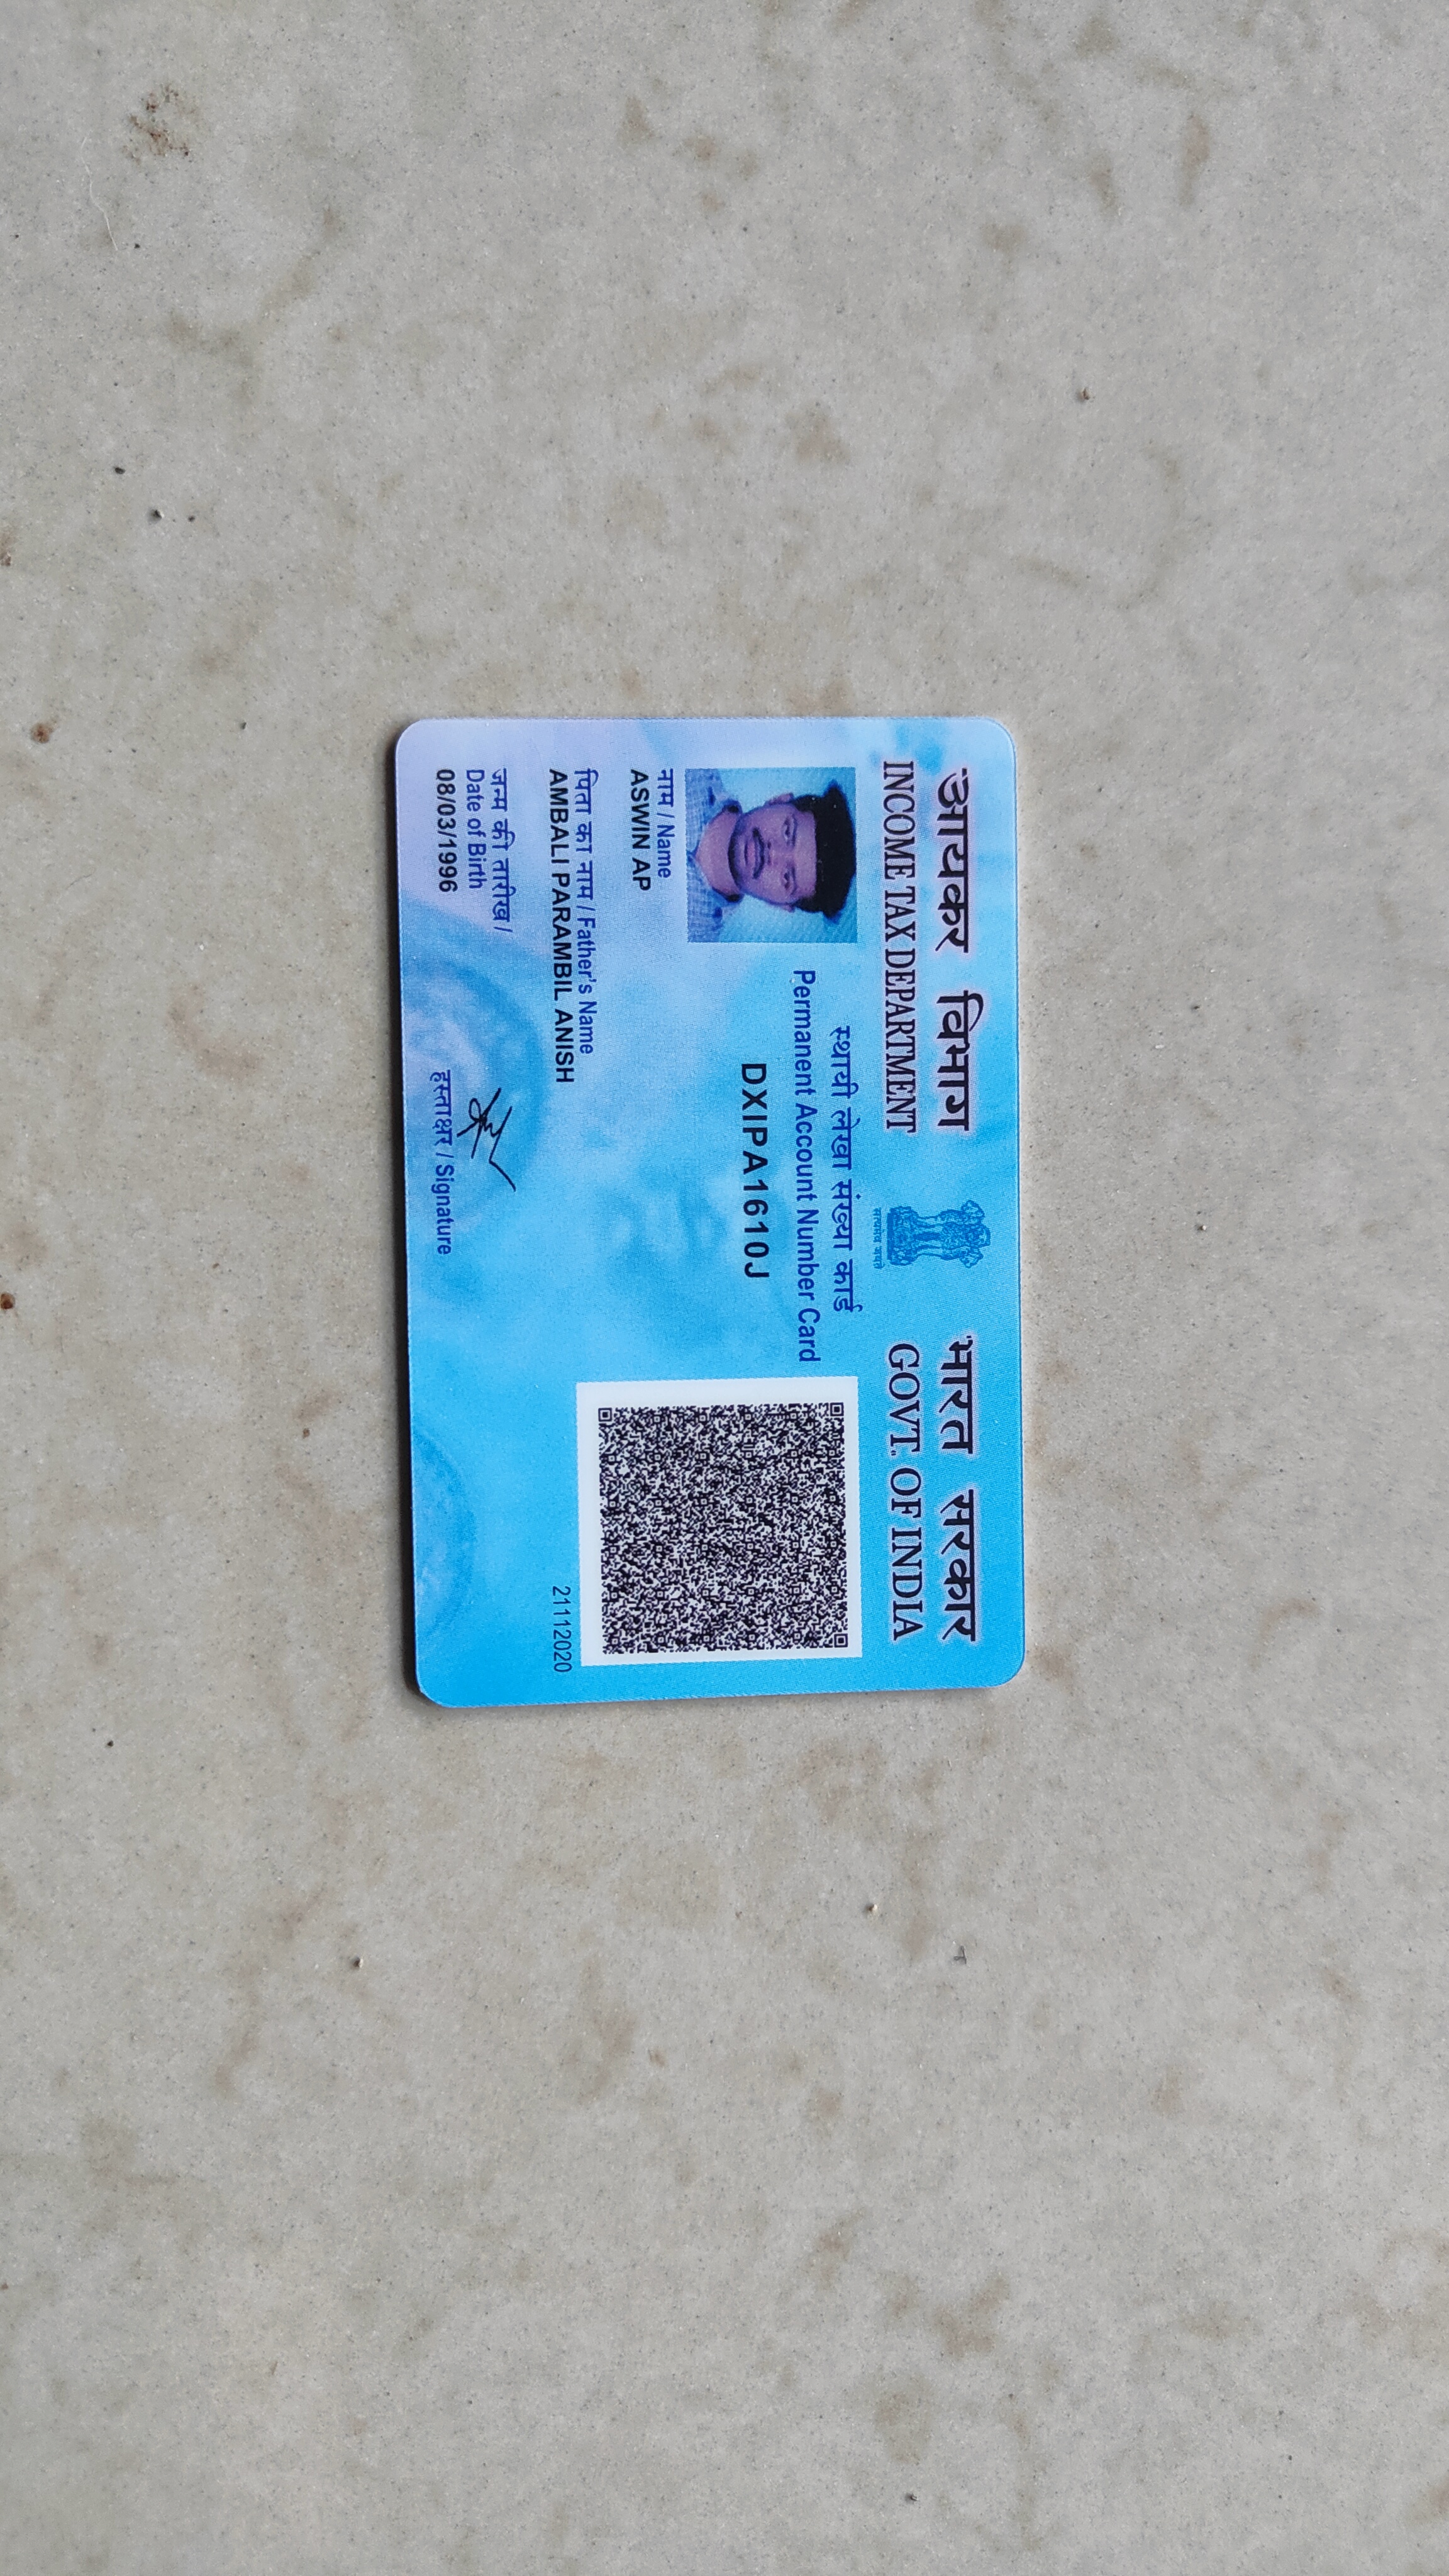 आयकर विभाग
INCOME TAX DEPARTMENT
सत्यमेव जयते
भारत सरकार
GOVT. OF INDIA
स्थायी लेखा संख्या कार्ड
Permanent Account Number Card
DXIPA1610J
नाम / Name
ASWIN AP
पिता का नाम / Father's Name
AMBALI PARAMBIL ANISH
21112020
जन्म की तारीख /
Date of Birth
08/03/1996
हस्ताक्षर / Signature